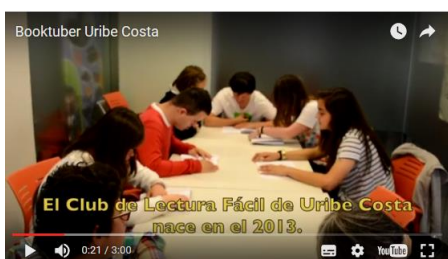 Booktuber Uribe Costa
El Club de Lectura Fácil de Uribe Costa
nace en el 2013.
0:21 / 3:00
YouTube